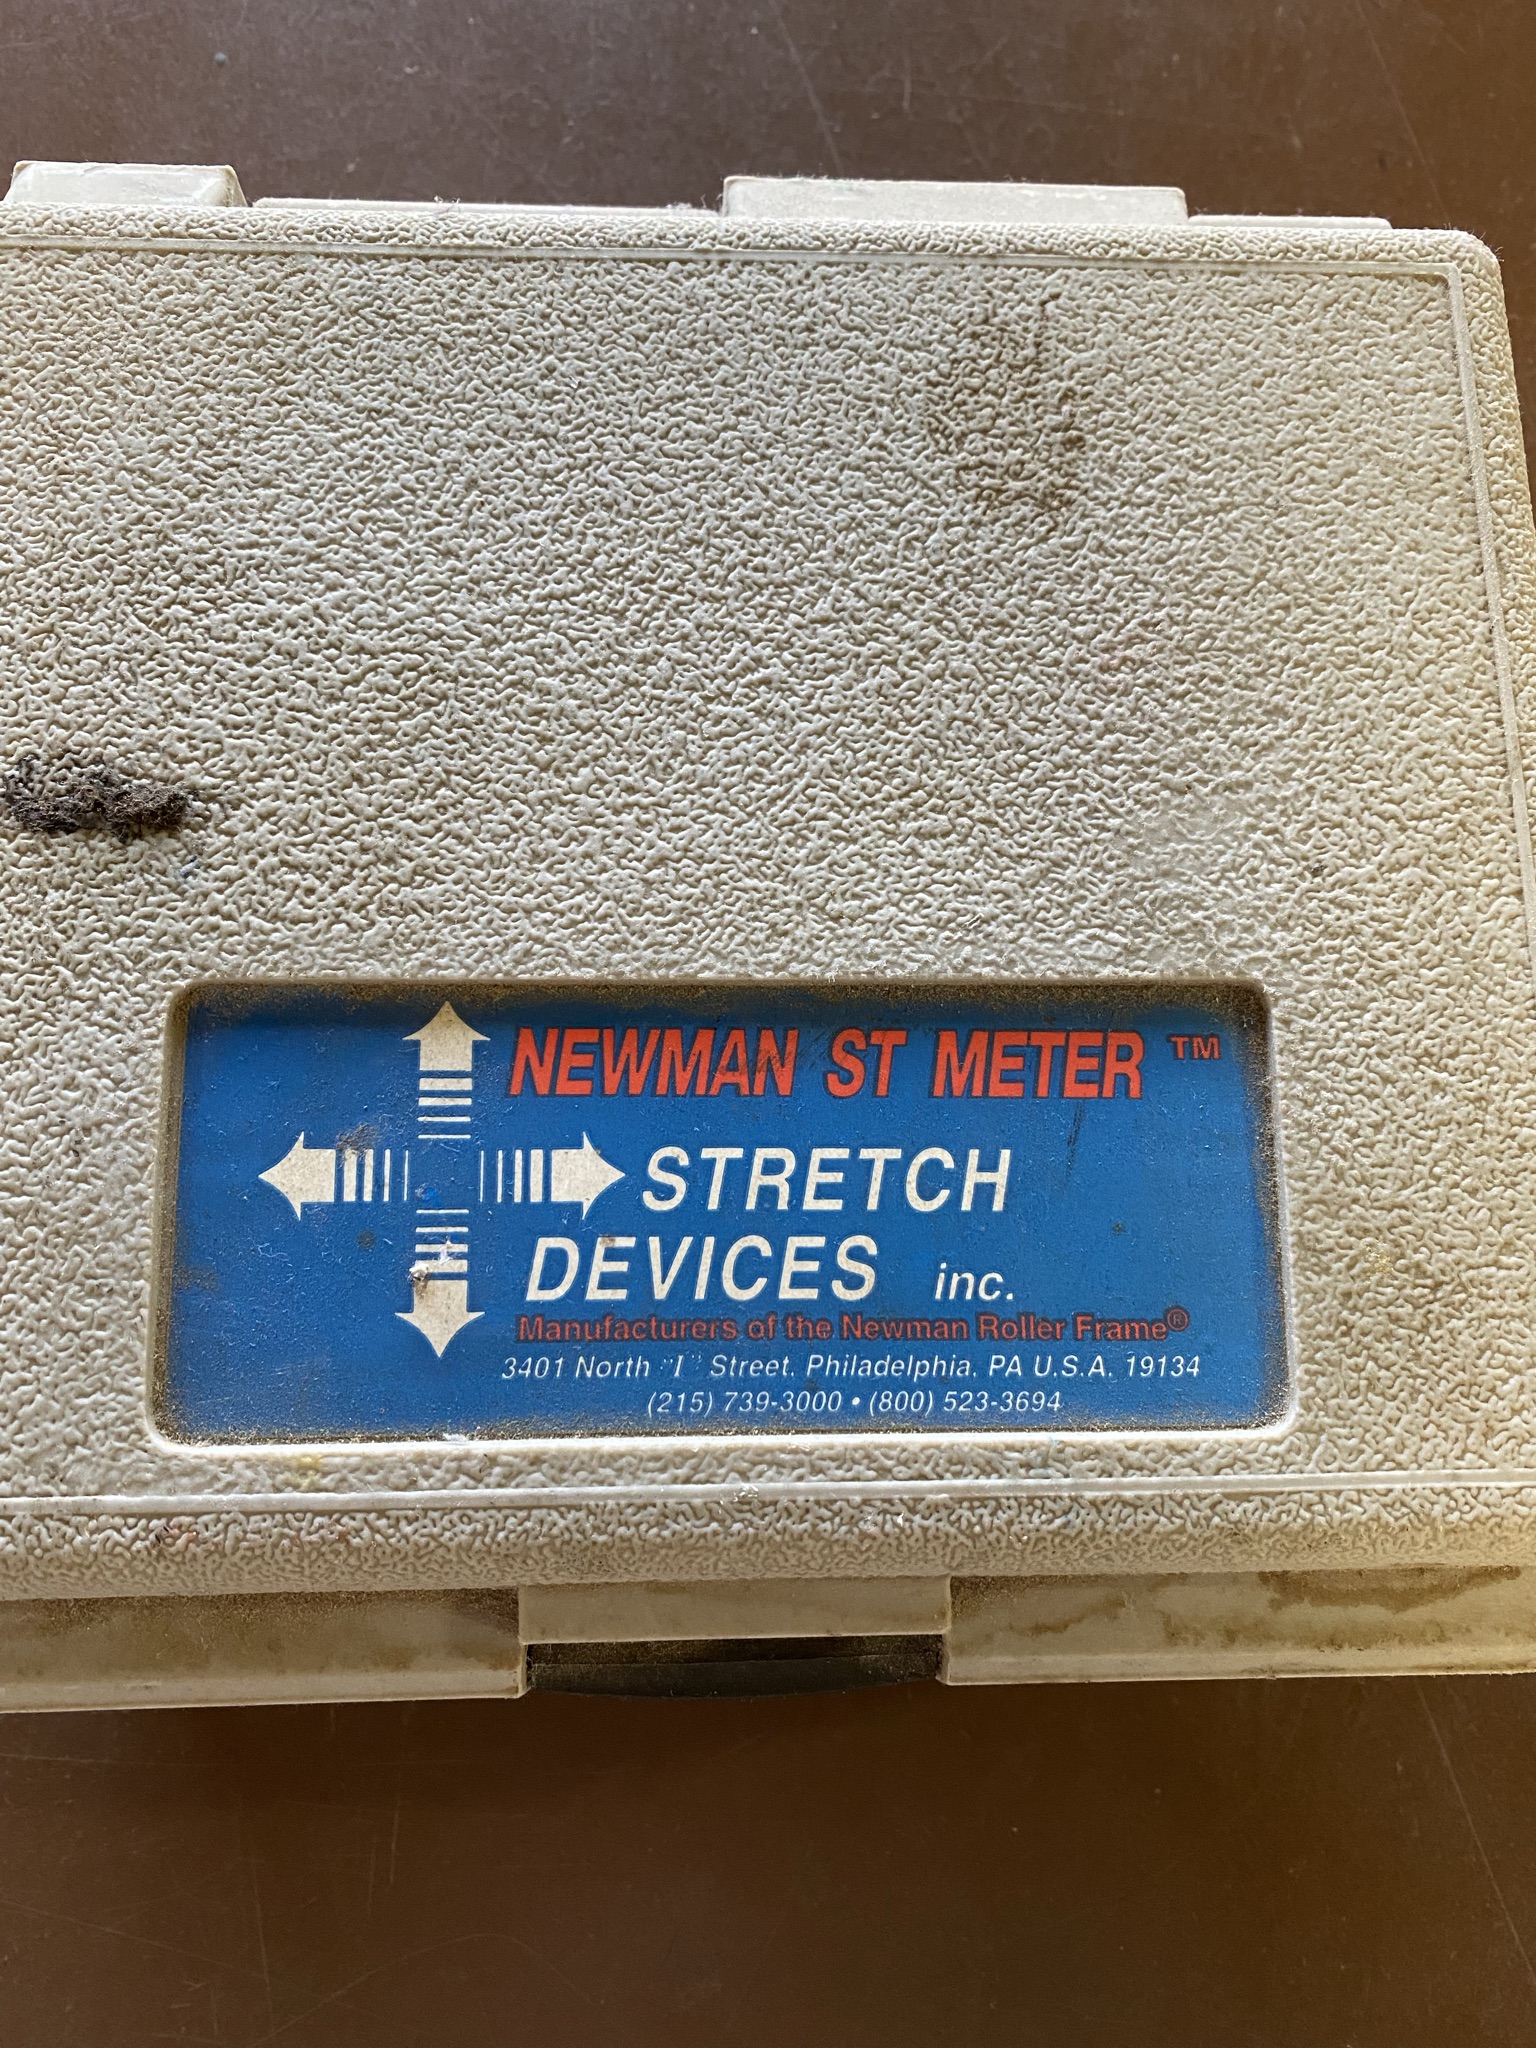 NEWMAN ST METER ™
STRETCH
DEVICES inc.
Manufacturers of the Newman Roller Frame®
3401 North "I" Street, Philadelphia, PA U.S.A. 19134
(215) 739-3000 • (800) 523-3694